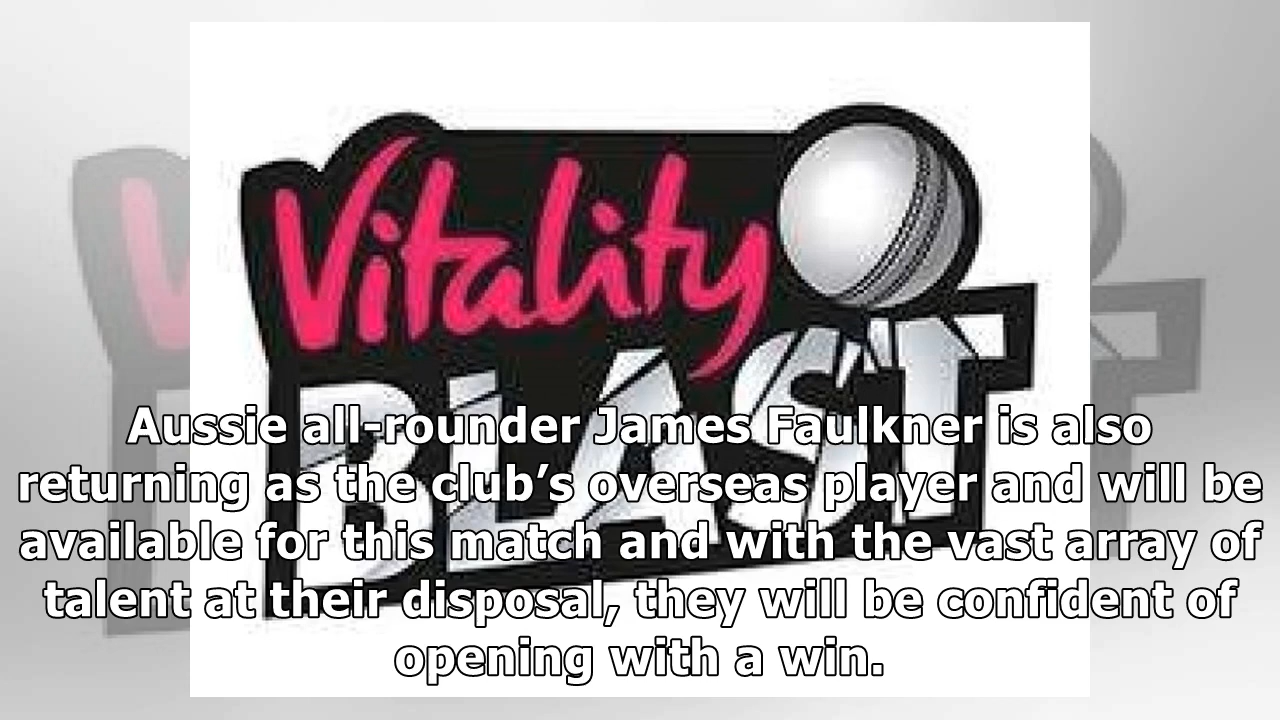 Vitality
BLAST
Aussie all-rounder James Faulkner is also
returning as the club’s overseas player and will be
available for this match and with the vast array of
talent at their disposal, they will be confident of
opening with a win.